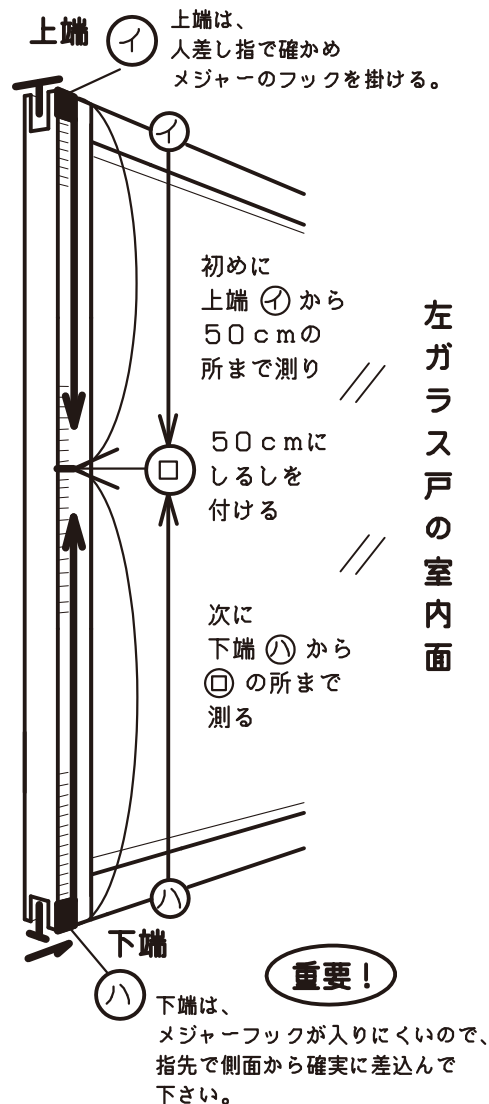 上端
イ
上端は、
人差し指で確かめ
メジャーのフックを掛ける。
イ
初めに
上端 イ から
50cmの
所まで測り
左ガラス戸の室内面
ロ
50cmに
しるしを
付ける
次に
下端 ハ から
ロ の所まで
測る
ハ
下端
ハ
重要！
下端は、
メジャーフックが入りにくいので、
指先で側面から確実に差込んで
下さい。